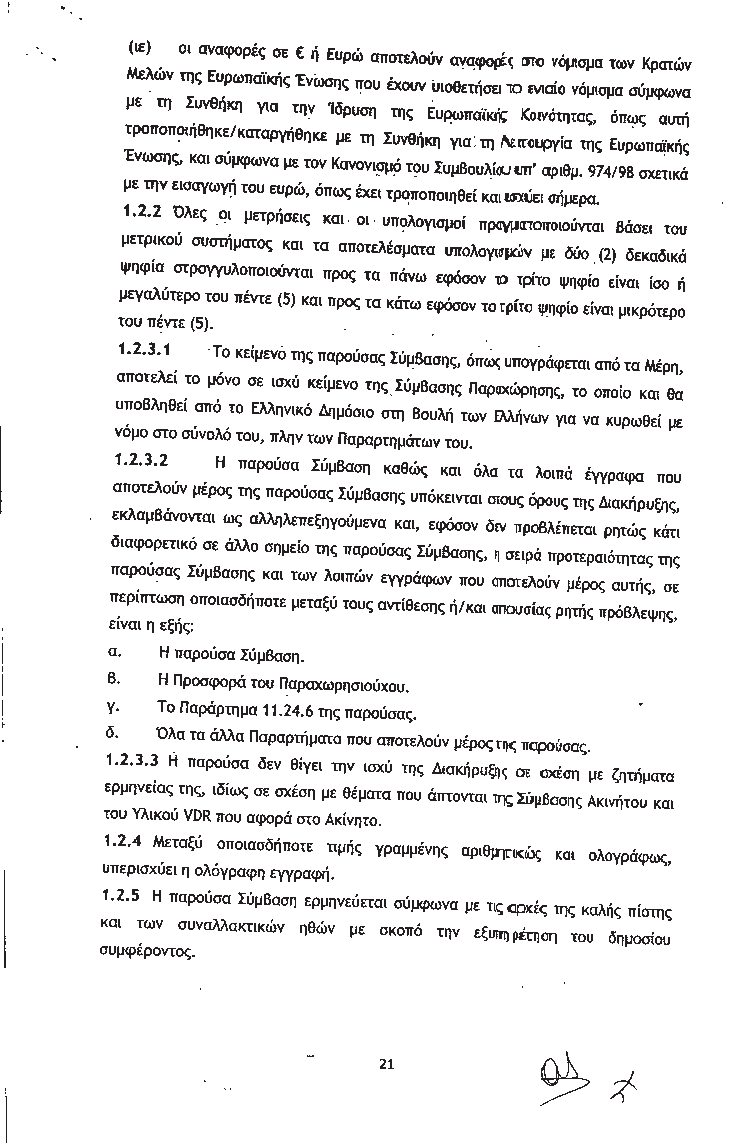 (ιε) οι αναφορές σε € ή Ευρώ αποτελούν αναφορές στο νόμισμα των Κρατών
Μελών της Ευρωπαϊκής Ένωσης που έχουν υιοθετήσει το ενιαίο νόμισμα σύμφωνα
με τη Συνθήκη για την Ίδρυση της Ευρωπαϊκής Κοινότητας, όπως αυτή
τροποποιήθηκε/καταργήθηκε με τη Συνθήκη για τη Λειτουργία της Ευρωπαϊκής
Ένωσης, και σύμφωνα με τον Κανονισμό του Συμβουλίου υπ' αριθμ. 974/98 σχετικά
με την εισαγωγή του ευρώ, όπως έχει τροποποιηθεί και ισχύει σήμερα.
1.2.2 Όλες οι μετρήσεις και οι υπολογισμοί πραγματοποιούνται βάσει του
μετρικού συστήματος και τα αποτελέσματα υπολογισμών με δύο (2) δεκαδικά
ψηφία στρογγυλοποιούνται προς τα πάνω εφόσον το τρίτο ψηφίο είναι ίσο ή
μεγαλύτερο του πέντε (5) και προς τα κάτω εφόσον το τρίτο ψηφίο είναι μικρότερο
του πέντε (5).
1.2.3.1 Το κείμενό της παρούσας Σύμβασης, όπως υπογράφεται από τα Μέρη,
αποτελεί το μόνο σε ισχύ κείμενο της Σύμβασης Παραχώρησης, το οποίο και θα
υποβληθεί από το Ελληνικό Δημόσιο στη Βουλή των Ελλήνων για να κυρωθεί με
νόμο στο σύνολό του, πλην των Παραρτημάτων του.
1.2.3.2 Η παρούσα Σύμβαση καθώς και όλα τα λοιπά έγγραφα που
αποτελούν μέρος της παρούσας Σύμβασης υπόκεινται στους όρους της Διακήρυξης,
εκλαμβάνονται ως αλληλεπεξηγούμενα και, εφόσον δεν προβλέπεται ρητώς κάτι
διαφορετικό σε άλλο σημείο της παρούσας Σύμβασης, η σειρά προτεραιότητας της
παρούσας Σύμβασης και των λοιπών εγγράφων που αποτελούν μέρος αυτής, σε
περίπτωση οποιασδήποτε μεταξύ τους αντίθεσης ή/και απουσίας ρητής πρόβλεψης,
είναι η εξής:
α. Η παρούσα Σύμβαση.
β. Η Προσφορά του Παραχωρησιούχου.
γ. Το Παράρτημα 11.24.6 της παρούσας.
δ. Όλα τα άλλα Παραρτήματα που αποτελούν μέρος της παρούσας.
1.2.3.3 Η παρούσα δεν θίγει την ισχύ της Διακήρυξης σε σχέση με ζητήματα
ερμηνείας της, ιδίως σε σχέση με θέματα που άπτονται της Σύμβασης Ακινήτου και
του Υλικού VDR που αφορά στο Ακίνητο.
1.2.4 Μεταξύ οποιασδήποτε τιμής γραμμένης αριθμητικώς και ολογράφως,
υπερισχύει η ολόγραφη εγγραφή.
1.2.5 Η παρούσα Σύμβαση ερμηνεύεται σύμφωνα με τις αρχές της καλής πίστης
και των συναλλακτικών ηθών με σκοπό την εξυπηρέτηση του δημοσίου
συμφέροντος.
21